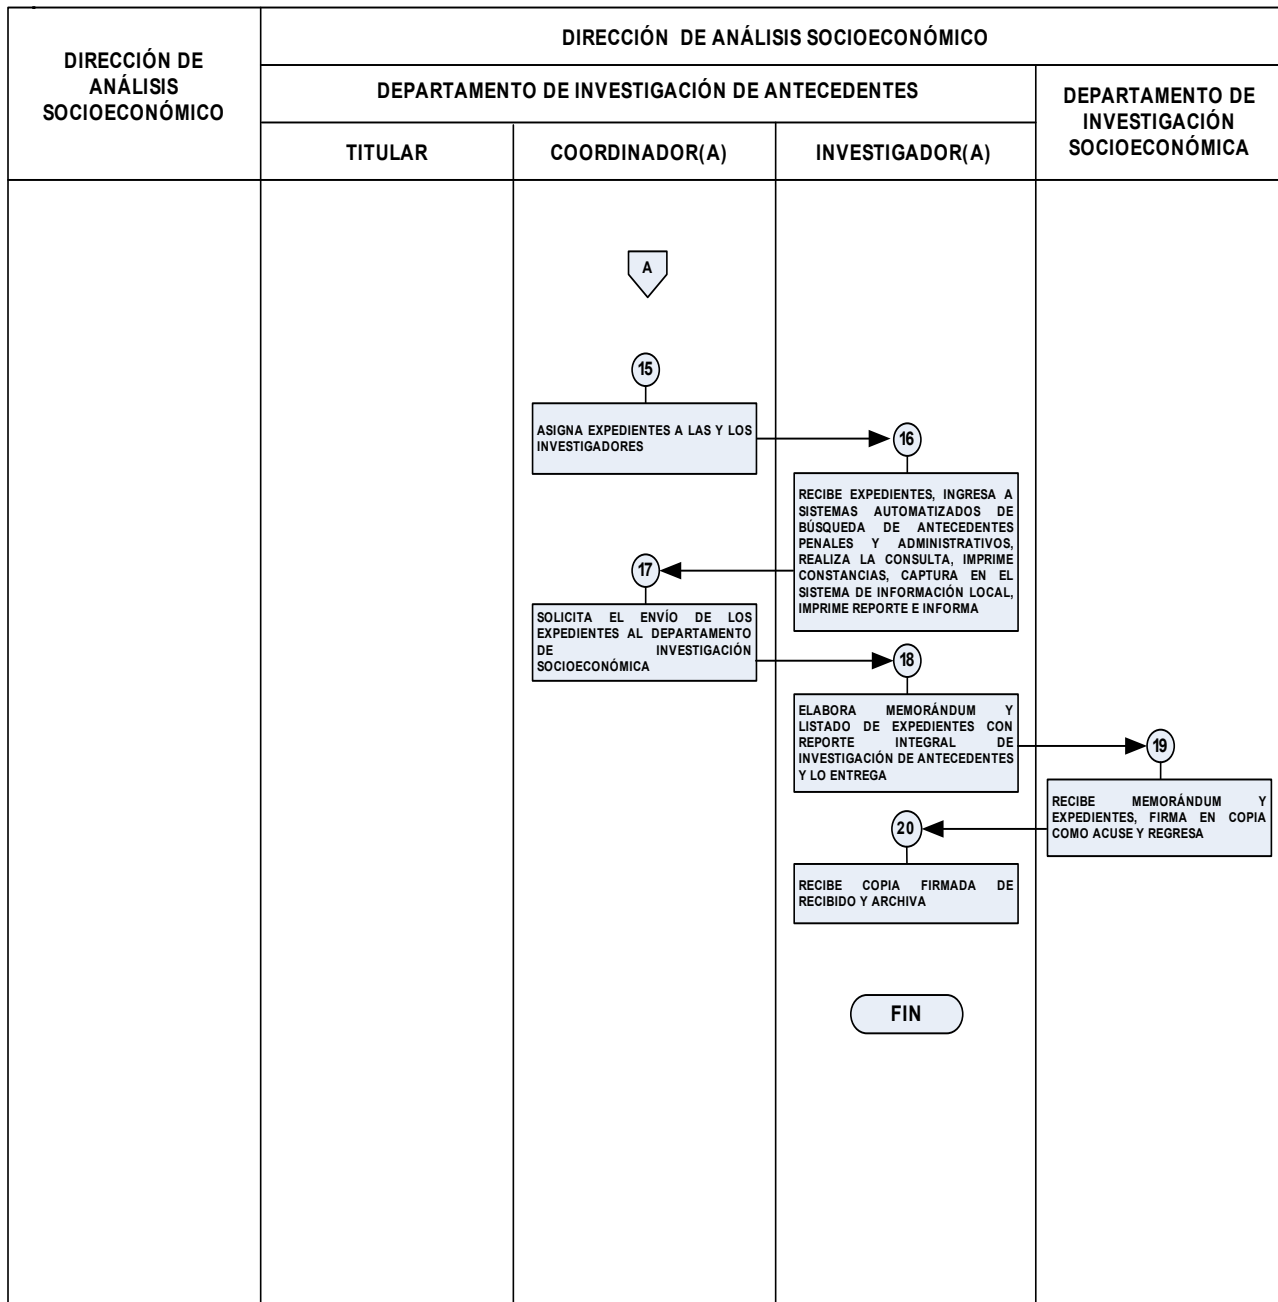 DIRECCIÓN DE
ANÁLISIS
SOCIOECONÓMICO
DIRECCIÓN DE ANÁLISIS SOCIOECONÓMICO
DEPARTAMENTO DE INVESTIGACIÓN DE ANTECEDENTES
DEPARTAMENTO DE
INVESTIGACIÓN
SOCIOECONÓMICA
TITULAR
COORDINADOR(A)
INVESTIGADOR(A)
A
15
ASIGNA EXPEDIENTES A LAS Y LOS
INVESTIGADORES
16
RECIBE EXPEDIENTES, INGRESA A
SISTEMAS AUTOMATIZADOS DE
BÚSQUEDA DE ANTECEDENTES
PENALES Y ADMINISTRATIVOS,
REALIZA LA CONSULTA, IMPRIME
CONSTANCIAS, CAPTURA EN EL
SISTEMA DE INFORMACIÓN LOCAL,
IMPRIME REPORTE E INFORMA
17
SOLICITA EL ENVÍO DE LOS
EXPEDIENTES AL DEPARTAMENTO
DE INVESTIGACIÓN
SOCIOECONÓMICA
18
ELABORA MEMORÁNDUM Y
LISTADO DE EXPEDIENTES CON
REPORTE INTEGRAL DE
INVESTIGACIÓN DE ANTECEDENTES
Y LO ENTREGA
19
RECIBE MEMORÁNDUM Y
EXPEDIENTES, FIRMA EN COPIA
COMO ACUSE Y REGRESA
20
RECIBE COPIA FIRMADA DE
RECIBIDO Y ARCHIVA
FIN